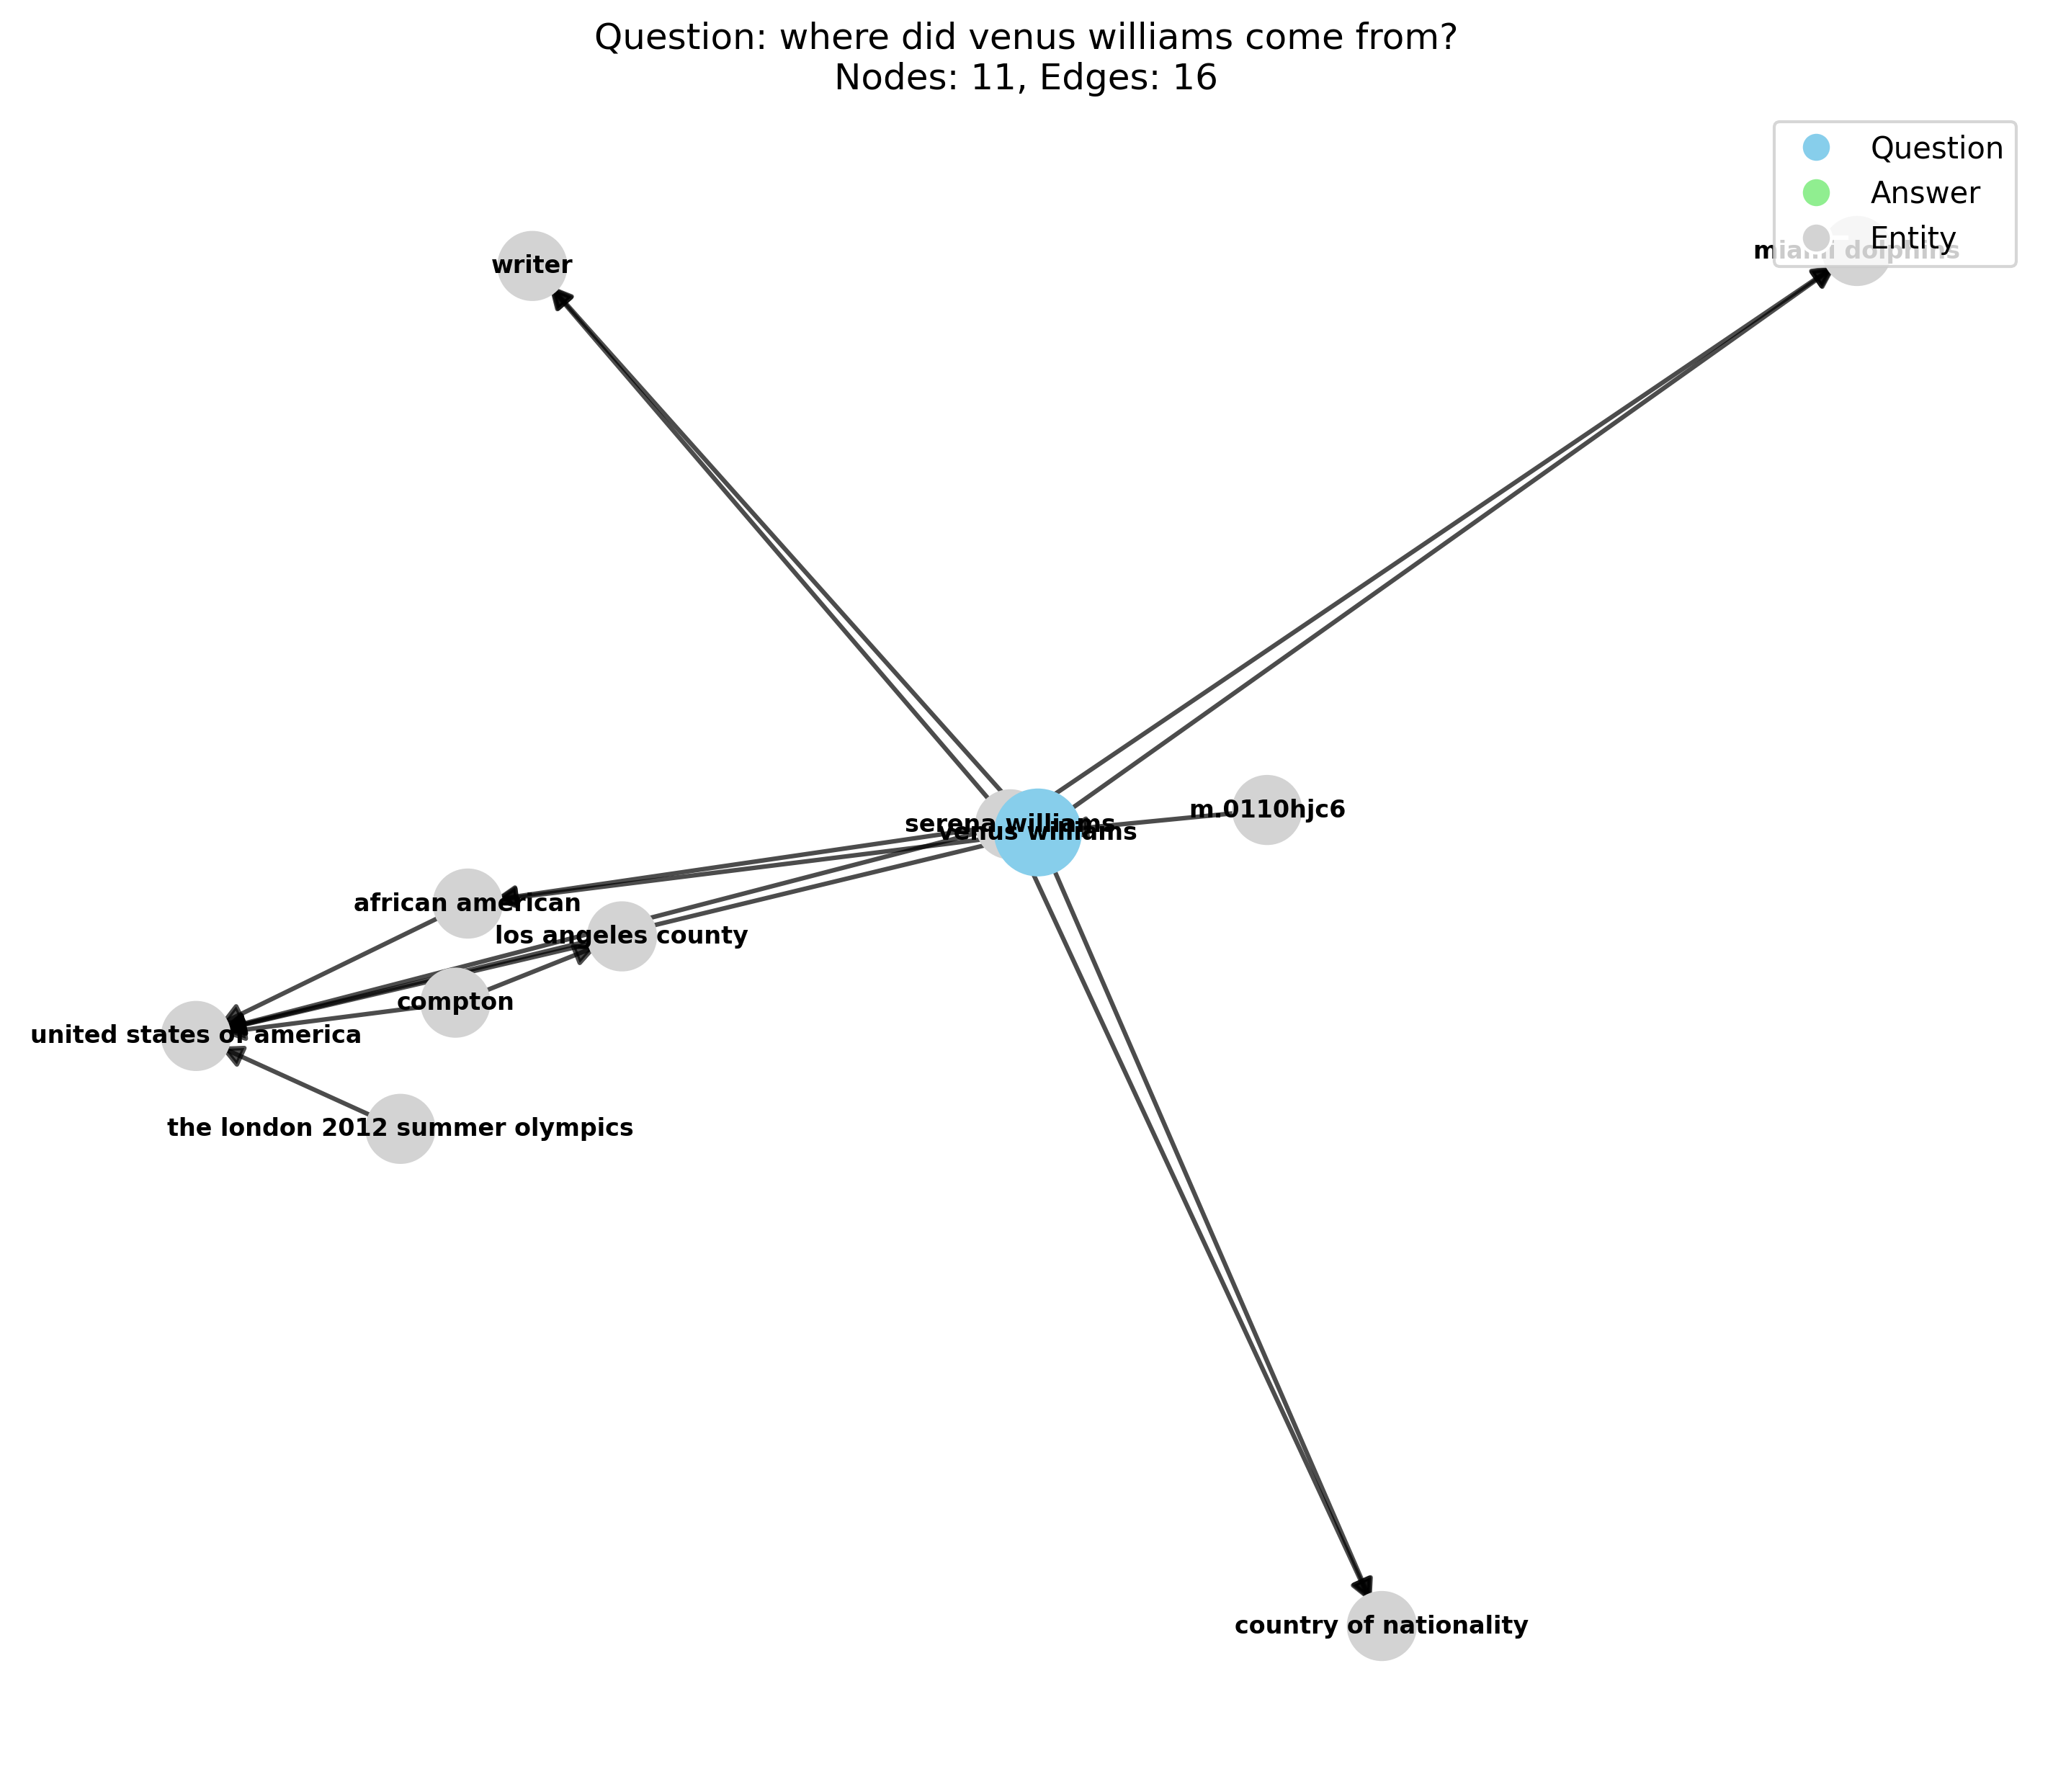 Question: where did venus williams come from?
Nodes: 11, Edges: 16
Question
Answer
Entity
writer
miami dolphins
serena williams
venus williams
m.0110hjc6
african american
los angeles county
compton
united states of america
the london 2012 summer olympics
country of nationality